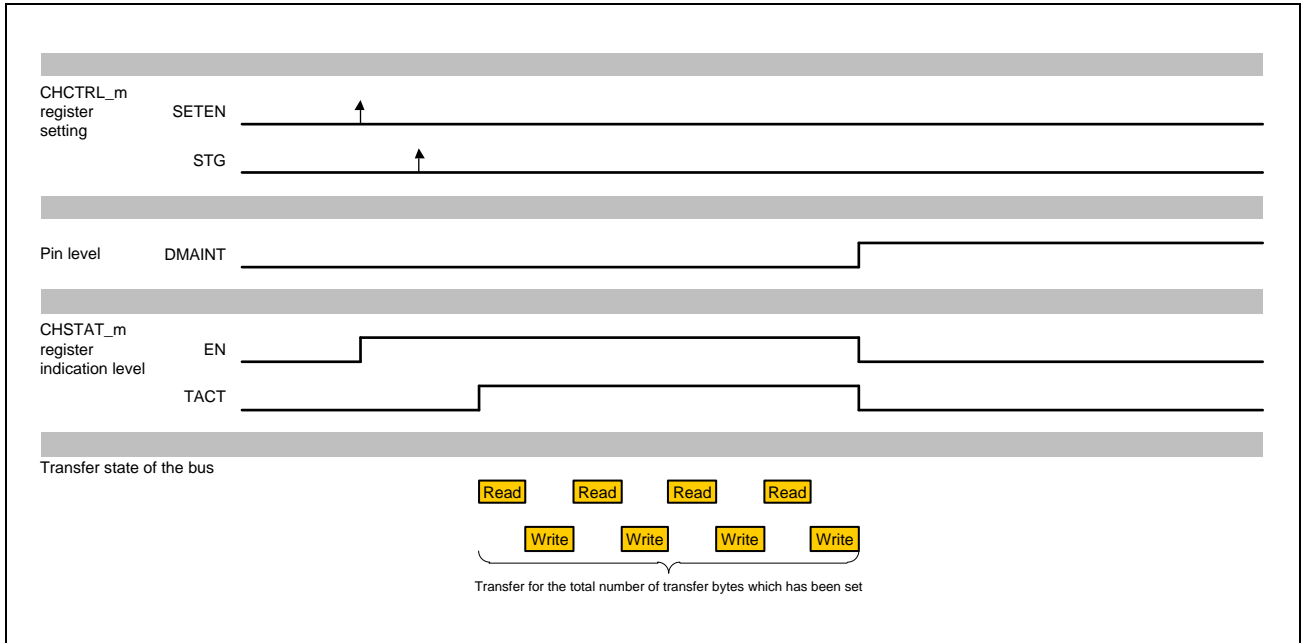 CHCTRL_m
register
setting
SETEN
STG
Pin level
DMAINT
CHSTAT_m
register
indication level
EN
TACT
Transfer state of the bus
Read Read Read Read
Write Write Write Write
Transfer for the total number of transfer bytes which has been set